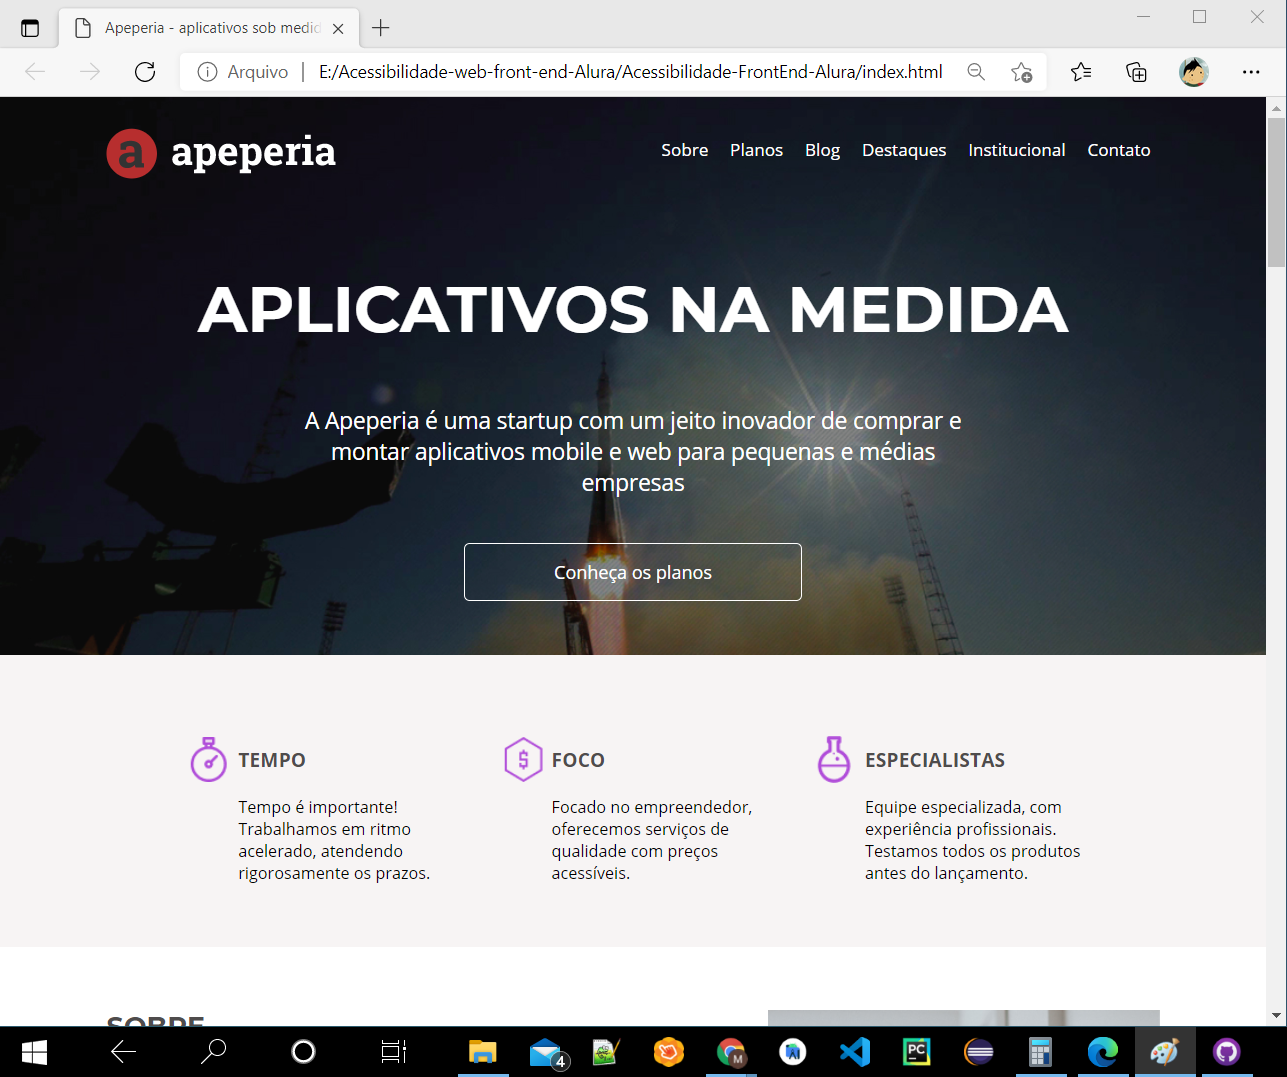 Apeperia - aplicativos sob medid
Arquivo | E:/Acessibilidade-web-front-end-Alura/Acessibilidade-FrontEnd-Alura/index.html
a apeperia
Sobre Planos Blog Destaques Institucional Contato
APLICATIVOS NA MEDIDA
A Apeperia é uma startup com um jeito inovador de comprar e
montar aplicativos mobile e web para pequenas e médias
empresas
Conheça os planos
TEMPO
Tempo é importante!
Trabalhamos em ritmo
acelerado, atendendo
rigorosamente os prazos.
FOCO
Focado no empreendedor,
oferecemos serviços de
qualidade com preços
acessíveis.
ESPECIALISTAS
Equipe especializada, com
experiência profissionais.
Testamos todos os produtos
antes do lançamento.
SOBRE
4 M PC